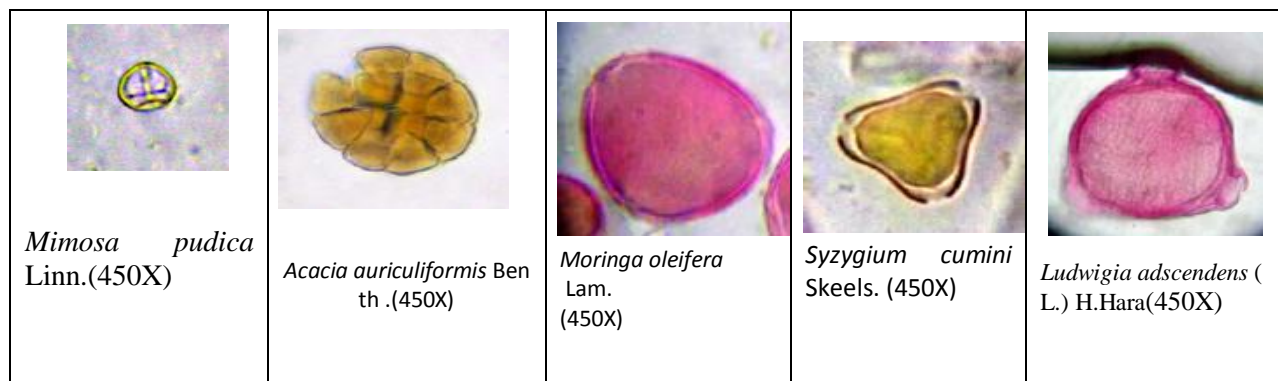 Mimosa pudica
Linn.(450X)
Acacia auriculiformis Ben
th .(450X)
Moringa oleifera
Lam.
(450X)
Syzygium cumini
Skeels. (450X)
Ludwigia adscendens (
L.) H.Hara(450X)